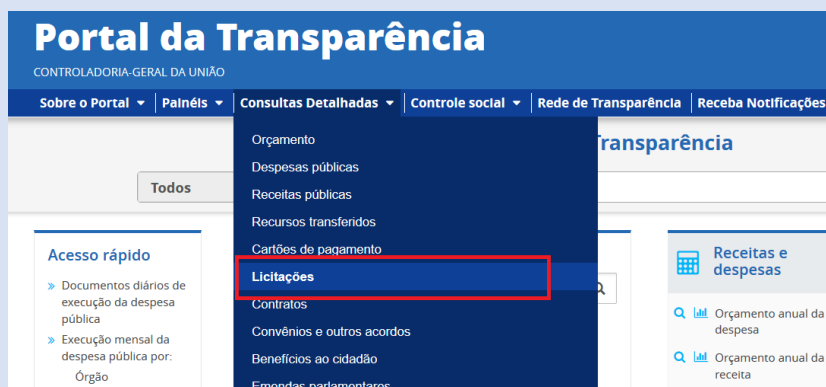 Portal da Transparência
CONTROLADORIA-GERAL DA UNIÃO
Sobre o Portal Painéis Consultas Detalhadas Controle social Rede de Transparência Receba Notificações
Transparência
Todos
Orçamento
Despesas públicas
Receitas públicas
Recursos transferidos
Cartões de pagamento
Licitações
Contratos
Convênios e outros acordos
Benefícios ao cidadão
Emendas parlamentares
Acesso rápido
» Documentos diários de
execução da despesa
pública
» Execução mensal da
despesa pública por:
Órgão
Receitas e
despesas
Orçamento anual da
despesa
Orçamento anual da
receita